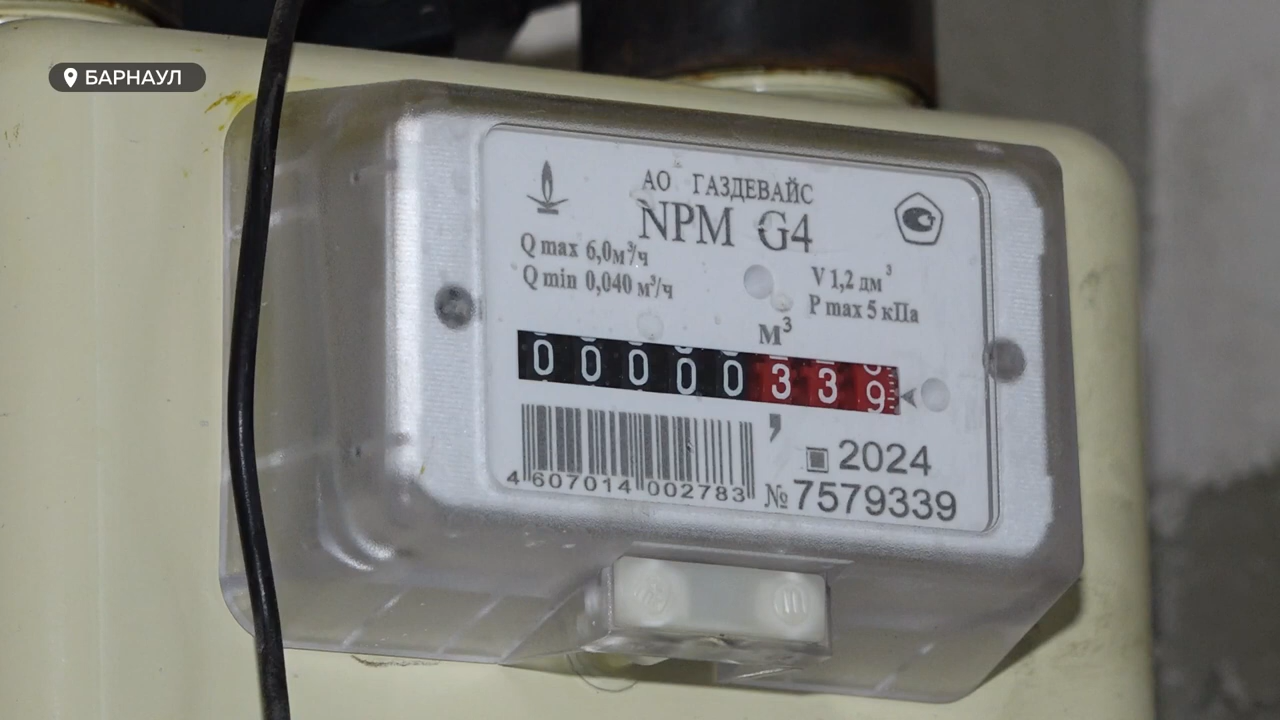 БАРНАУЛ
АО ГАЗДЕВАЙС
NPM G4
Q max 6,0м³/ч
Q min 0,040 м³/ч
V 1,2 дм³
P max 5 кПа
м³
00000339
,
2024
4 607014 002783
№7579339